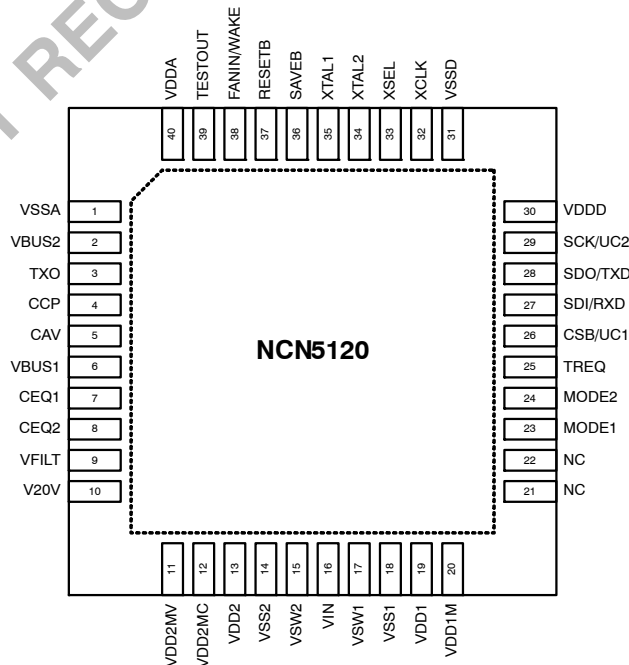 T REC
VDDA
TESTOUT
FANIN/WAKE
RESETB
SAVEB
XTAL1
XTAL2
XSEL
XCLK
VSSD
40
39
38
37
36
35
34
33
32
31
VSSA 1
VBUS2 2
TXO 3
CCP 4
CAV 5
VBUS1 6
CEQ1 7
CEQ2 8
VFILT 9
V20V 10
NCN5120
30 VDDD
29 SCK/UC2
28 SDO/TXD
27 SDI/RXD
26 CSB/UC1
25 TREQ
24 MODE2
23 MODE1
22 NC
21 NC
11
12
13
14
15
16
17
18
19
20
VDD2MV
VDD2MC
VDD2
VSS2
VSW2
VIN
VSW1
VSS1
VDD1
VDD1M